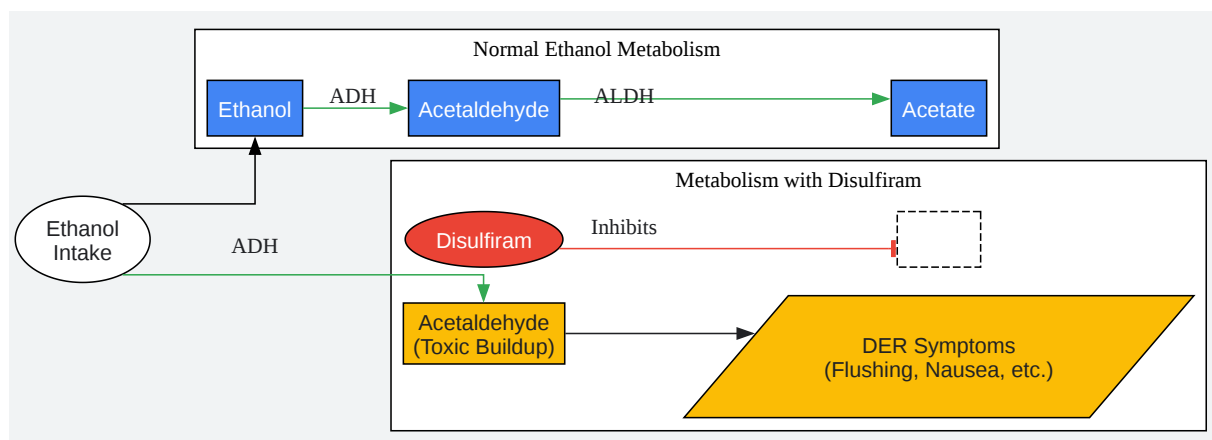 Normal Ethanol Metabolism
Ethanol
ADH
Acetaldehyde
ALDH
Acetate
Metabolism with Disulfiram
Ethanol
Intake
ADH
Disulfiram
Inhibits
Acetaldehyde
(Toxic Buildup)
DER Symptoms
(Flushing, Nausea, etc.)